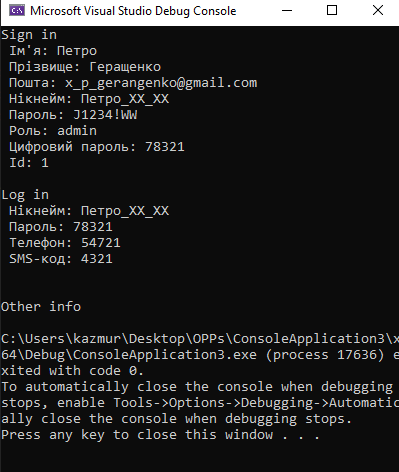 Microsoft Visual Studio Debug Console
Sign in
Ім'я: Петро
Прізвище: Геращенко
Пошта: x_p_gerangenko@gmail.com
Нікнейм: Петро_XX_XX
Пароль: J1234!WW
Роль: admin
Цифровий пароль: 78321
Id: 1
Log in
Нікнейм: Петро_XX_XX
Пароль: 78321
Телефон: 54721
SMS-код: 4321
Other info
C:\Users\kazmur\Desktop\OPPs\ConsoleApplication3\x
64\Debug\ConsoleApplication3.exe (process 17636) e
xited with code 0.
To automatically close the console when debugging
stops, enable Tools->Options->Debugging->Automatic
ally close the console when debugging stops.
Press any key to close this window . . .